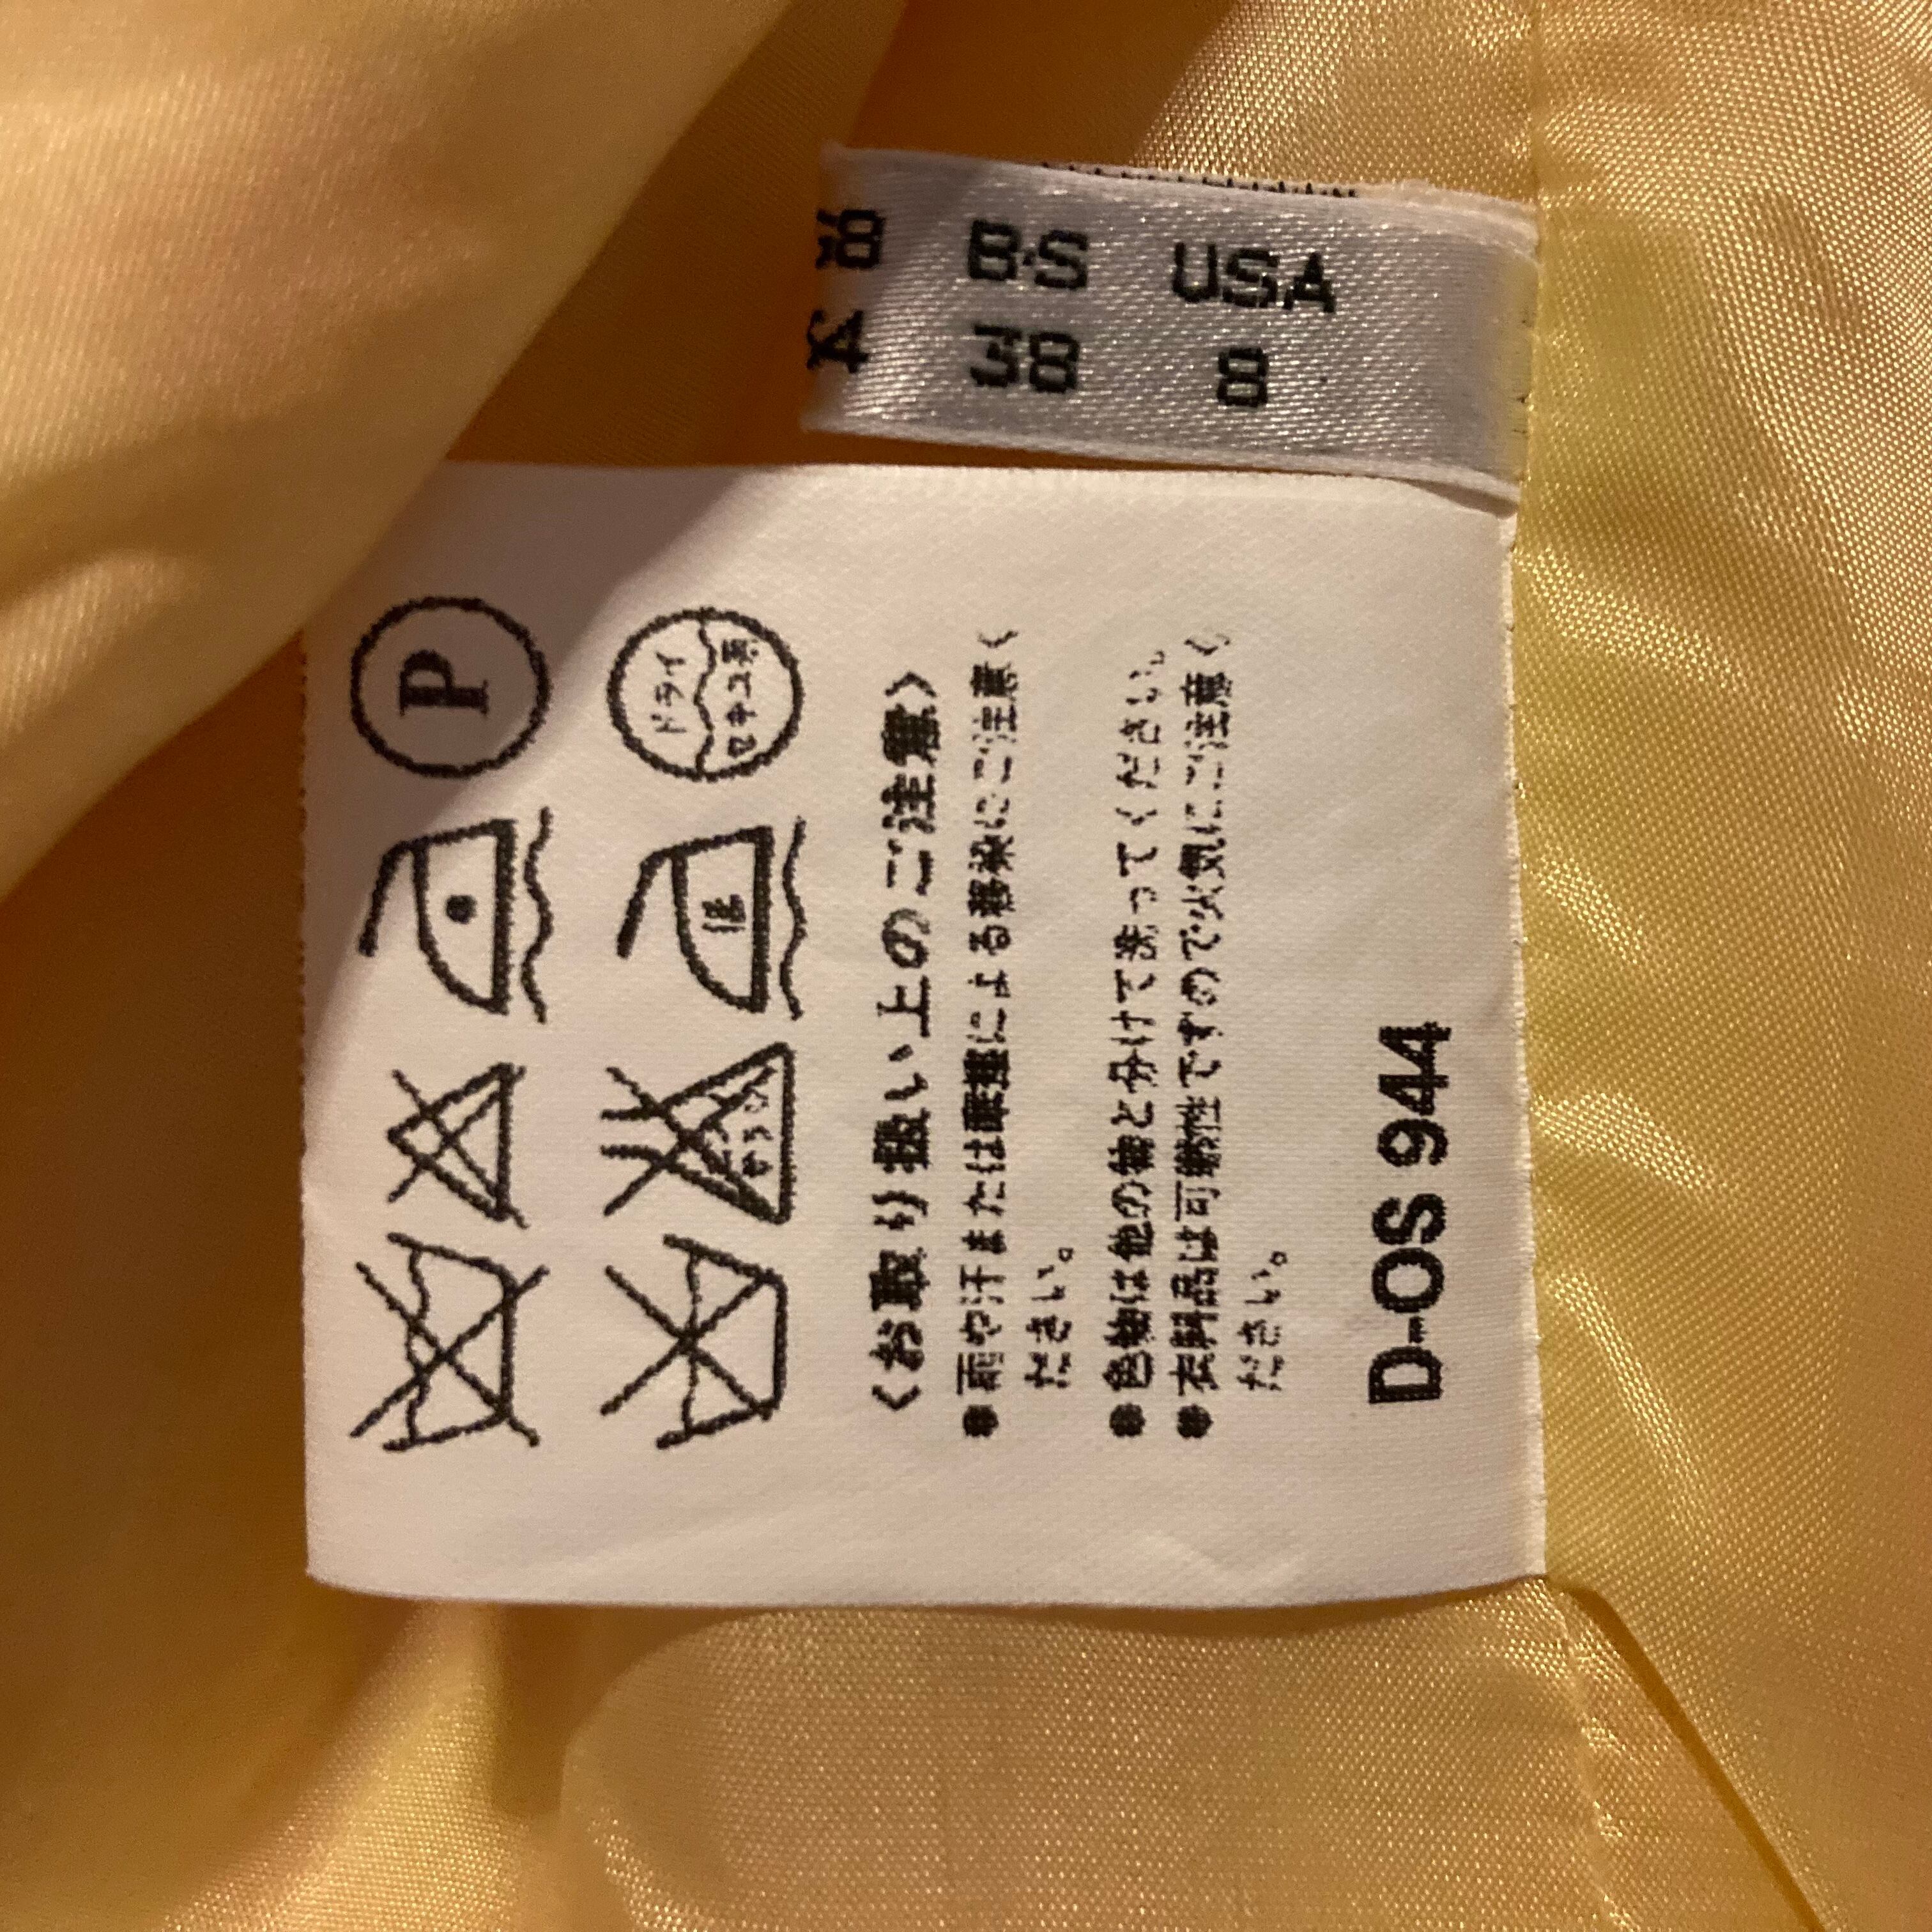 B·S USA
38 8
P
中
ドライ
セキユ系
〈お取り扱い上のご注意〉
●雨や汗または摩擦による移染にご注意く
ださい。
●色物は他の物と分けて洗ってください。
●衣料品は可燃性ですので火気にご注意く
ださい。
D-OS 944